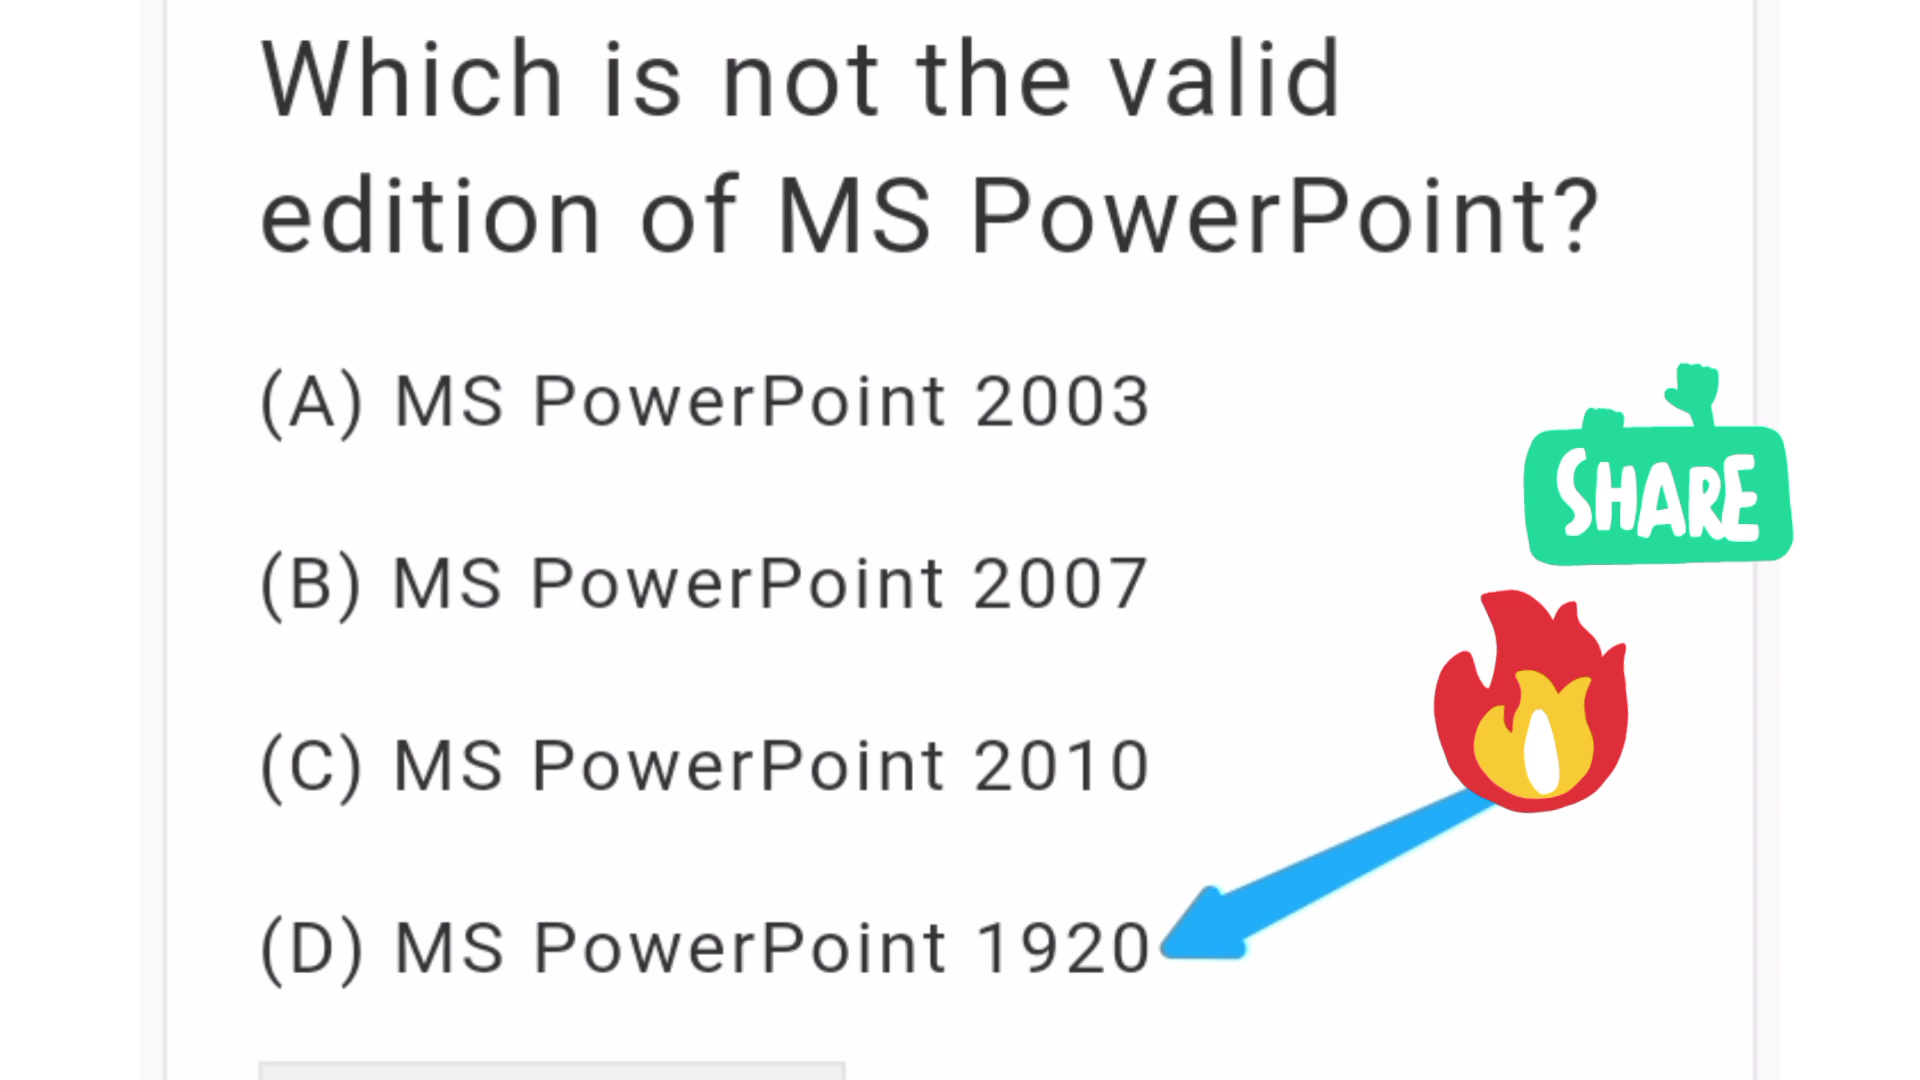 Which is not the valid
edition of MS PowerPoint?
(A) MS PowerPoint 2003
SHARE
(B) MS PowerPoint 2007
(C) MS PowerPoint 2010
(D) MS PowerPoint 1920